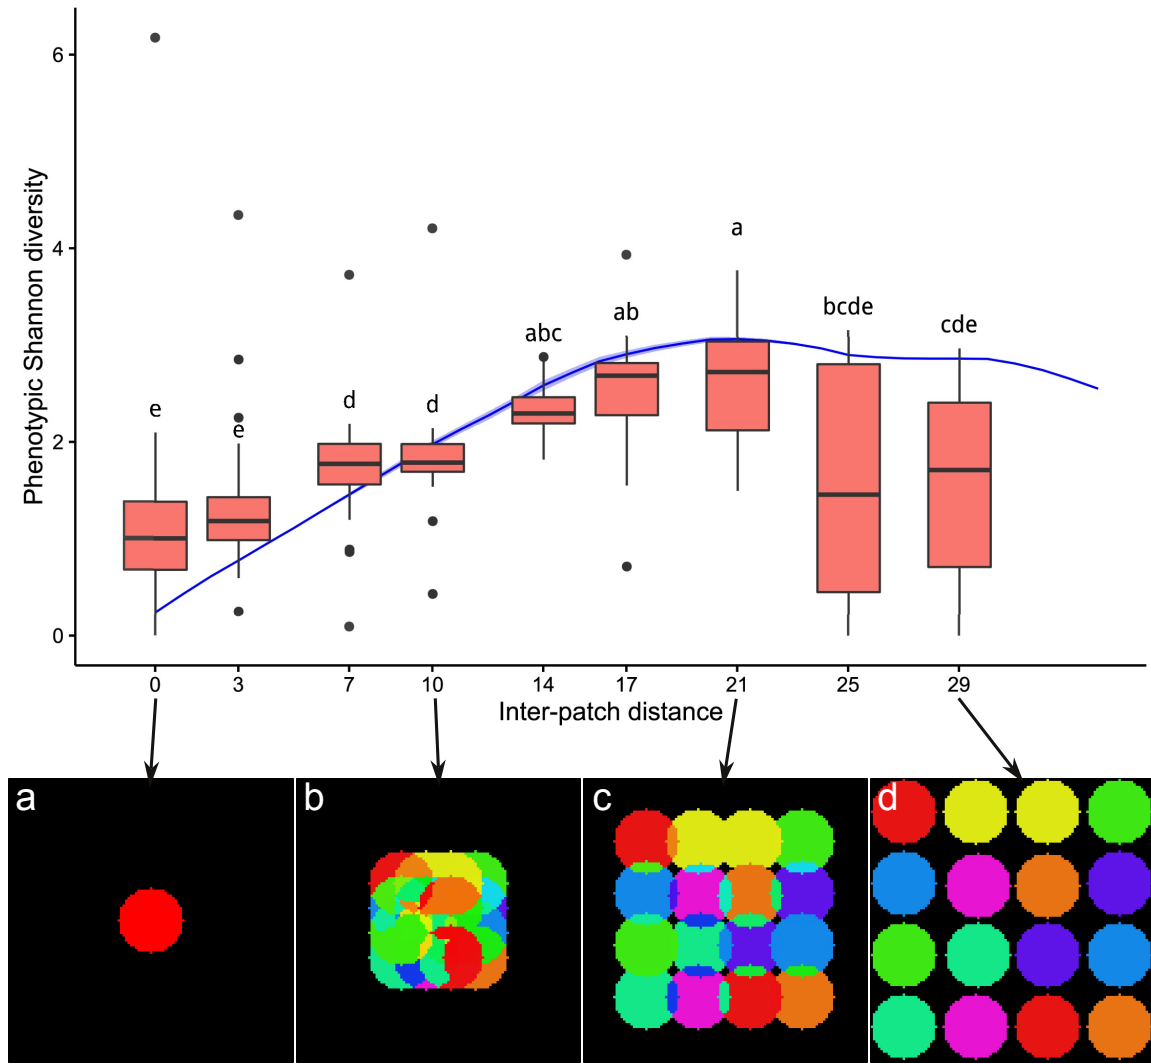 Phenotypic Shannon diversity
6
4
2
0
e
e
d
d
abc
ab
a
bcde
cde
0 3 7 10 14 17 21 25 29
Inter-patch distance
a b c d